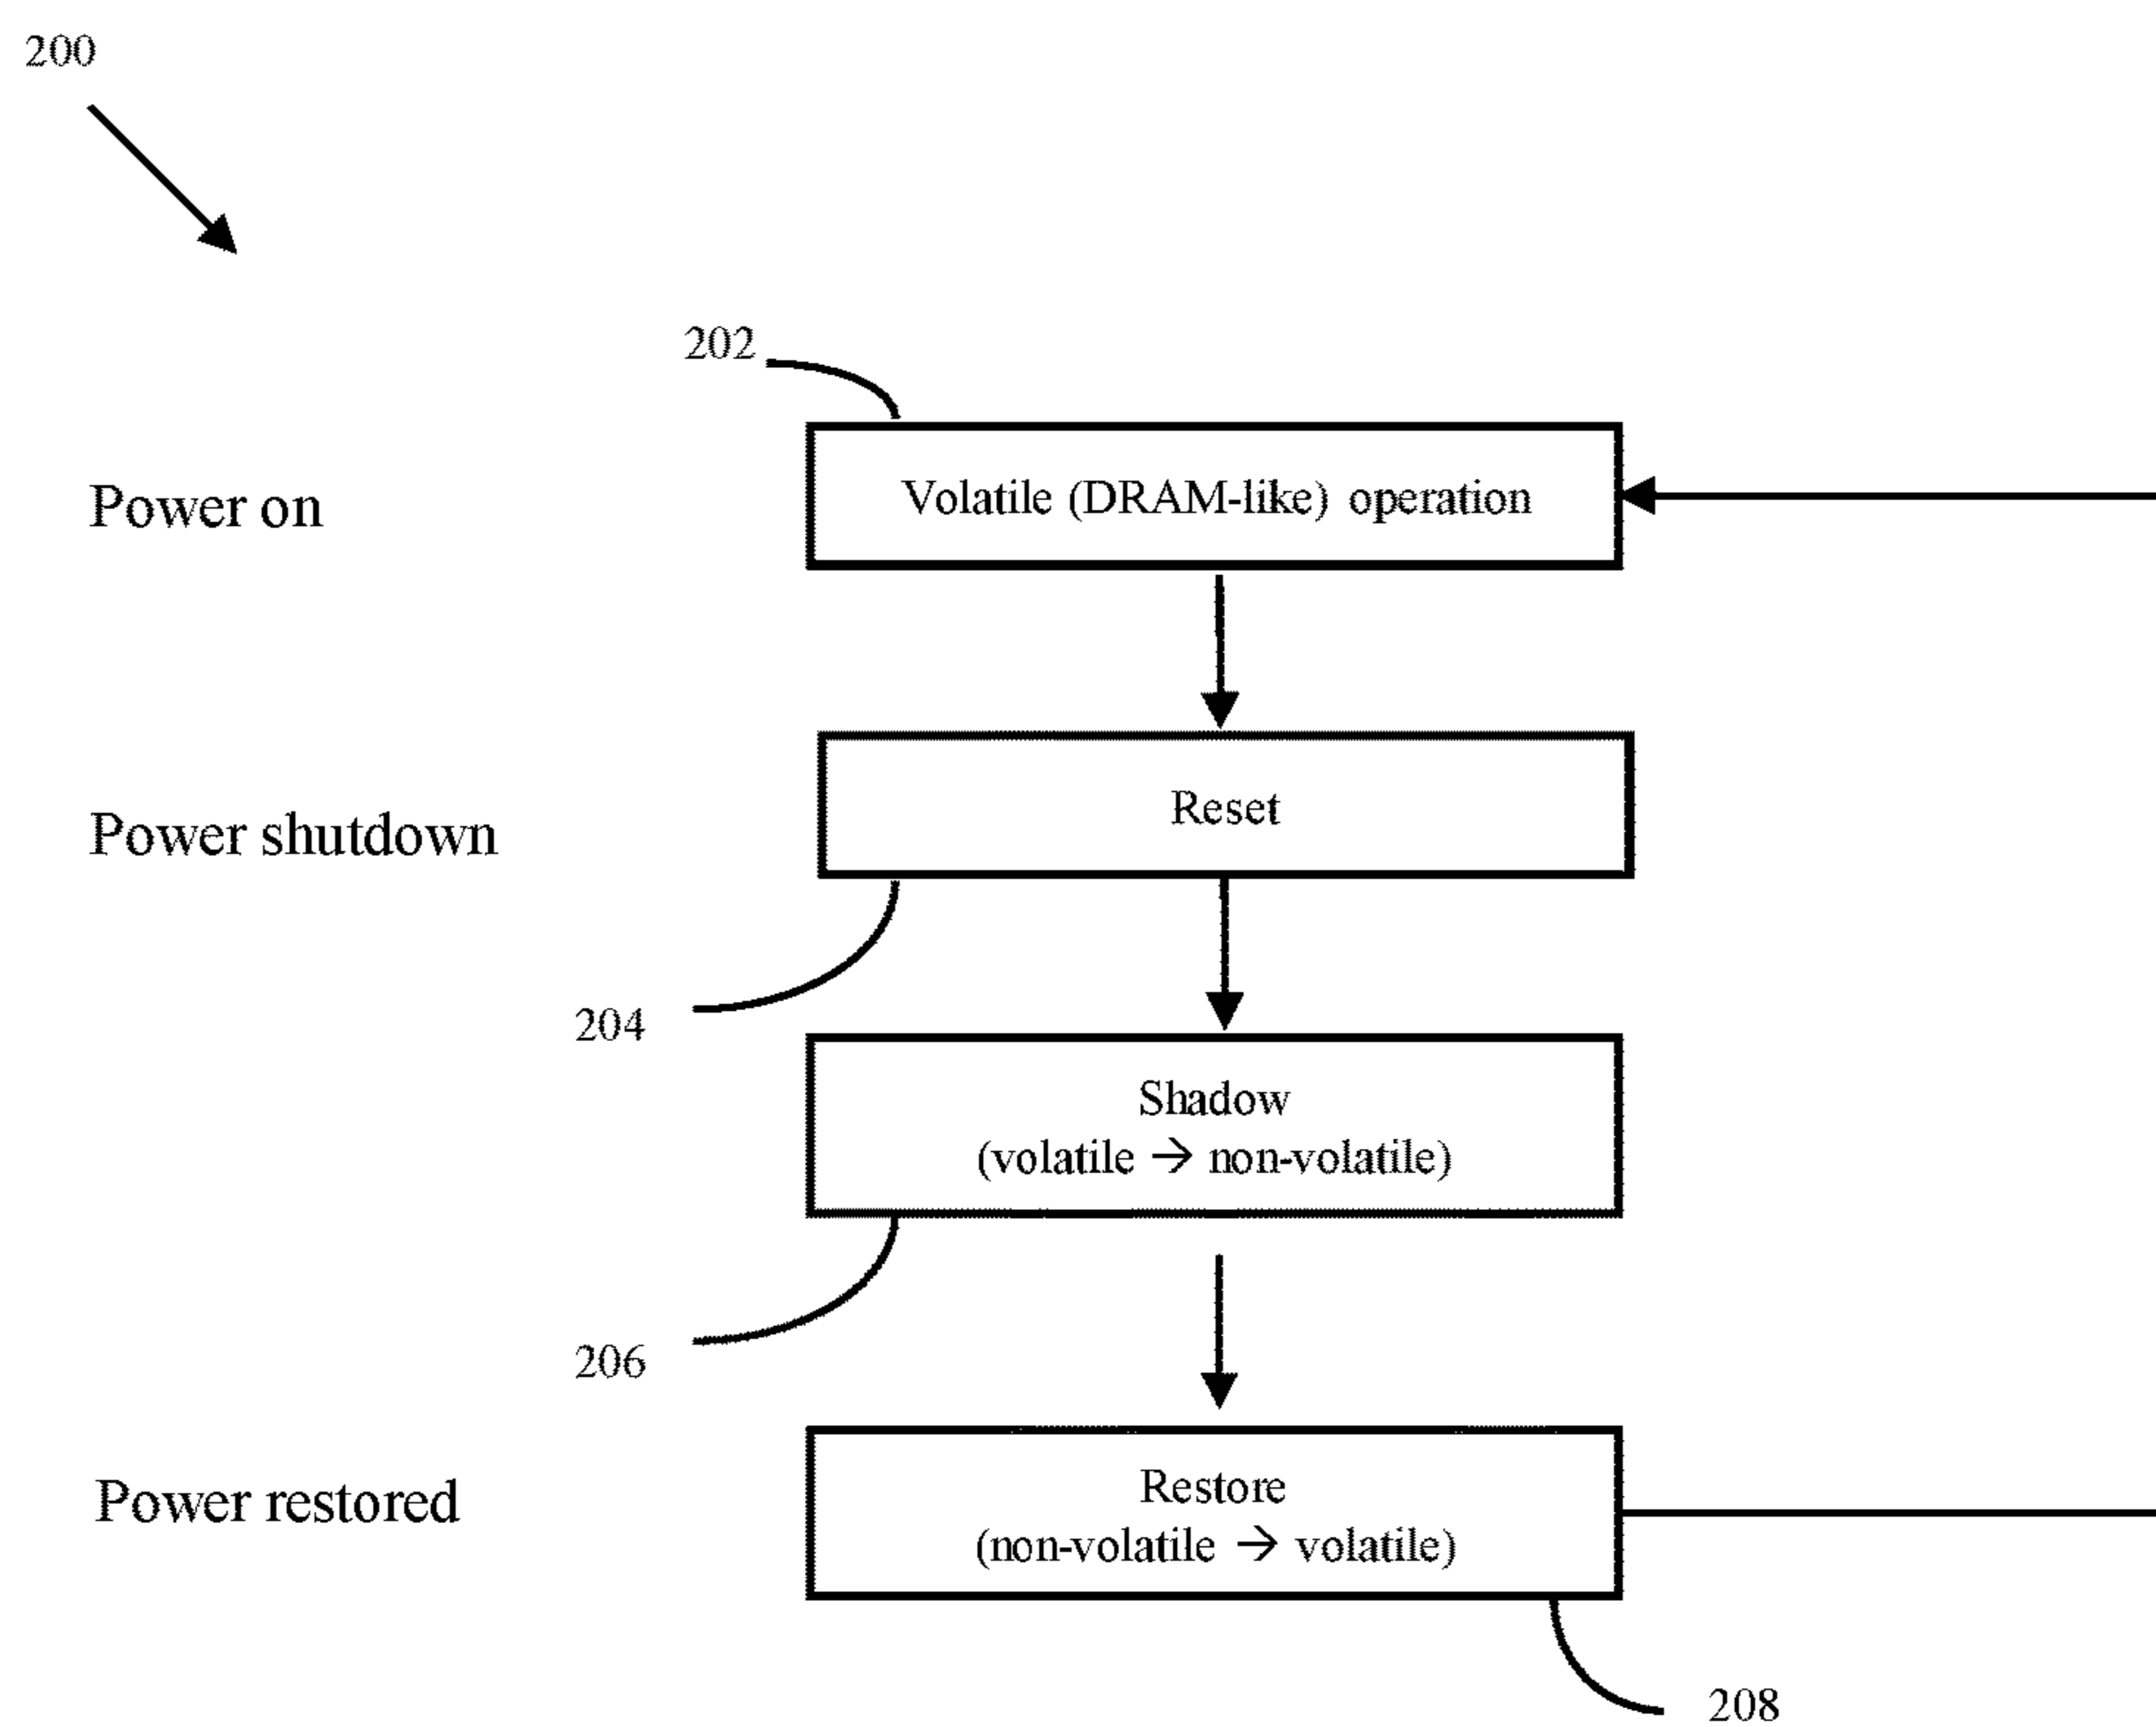 200
202
Power on
Volatile (DRAM-like) operation
Power shutdown
Reset
204
Shadow
(volatile → non-volatile)
206
Power restored
Restore
(non-volatile → volatile)
208